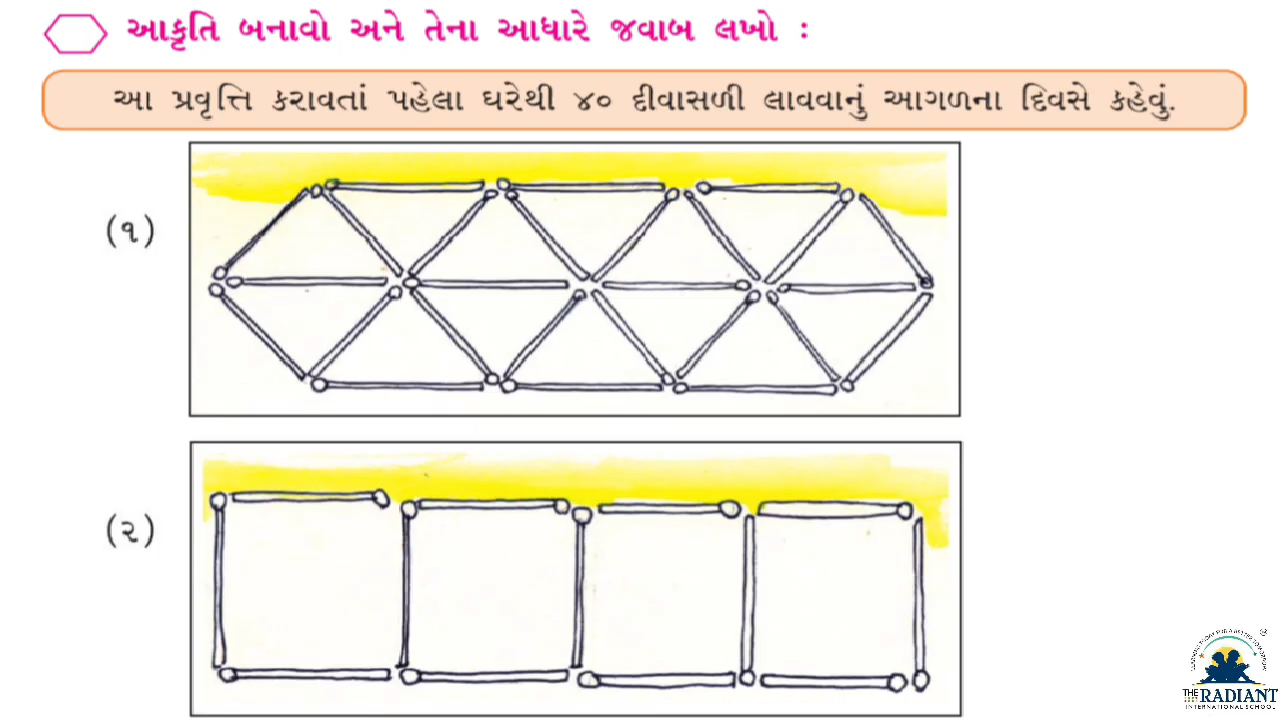 આકૃતિ બનાવો અને તેના આધારે જવાબ લખો :
આ પ્રવૃત્તિ કરાવતાં પહેલા ઘરેથી ૪૦ દીવાસળી લાવવાનું આગળના દિવસે કહેવું.
(૧)
(૨)
THE RADIANT
INTERNATIONAL SCHOOL